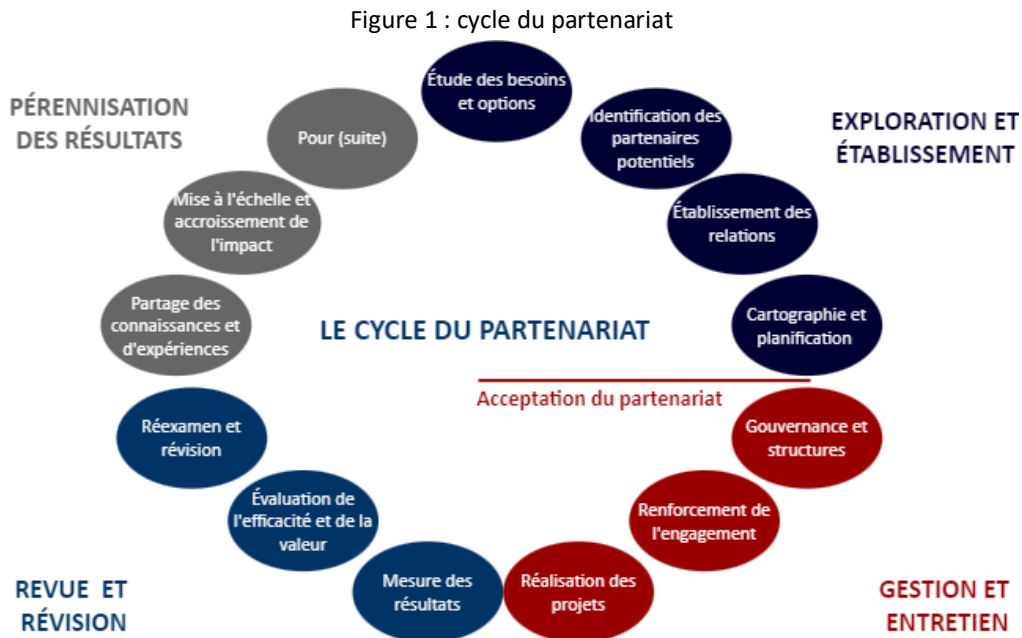 Figure 1 : cycle du partenariat
Étude des besoins
et options
Identification des
partenaires
potentiels
EXPLORATION ET
ÉTABLISSEMENT
Établissement des
relations
Cartographie et
planification
LE CYCLE DU PARTENARIAT
Acceptation du partenariat
Gouvernance et
structures
Renforcement de
l'engagement
Réalisation des
projets
GESTION ET
ENTRETIEN
Mesure des
résultats
Évaluation de
l'efficacité et de la
valeur
Réexamen et
révision
REVUE ET
RÉVISION
Partage des
connaissances et
d'expériences
Mise à l'échelle et
accroissement de
l'impact
Pour (suite)
PÉRENNISATION
DES RÉSULTATS